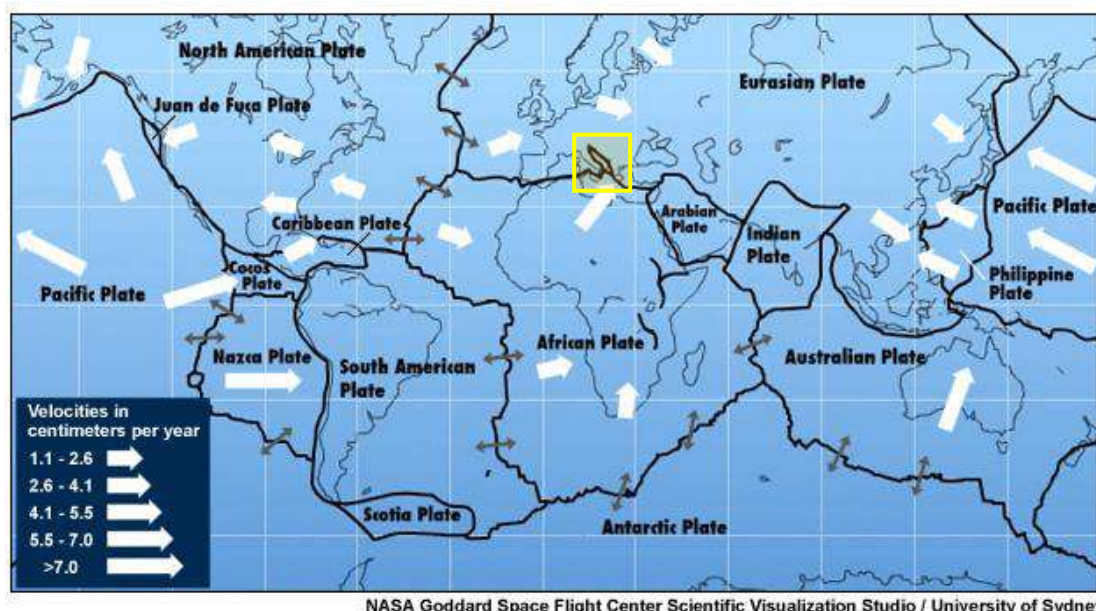 North American Plate
Eurasian Plate
Juan de Fuca Plate
Caribbean Plate
Arabian
Plate
Indian
Plate
Pacific Plate
Cocos
Plate
Philippine
Plate
Pacific Plate
Nazca Plate
South American
Plate
African Plate
Australian Plate
Scotia Plate
Antarctic Plate
Velocities in
centimeters per year
1.1 - 2.6
2.6 - 4.1
4.1 - 5.5
5.5 - 7.0
>7.0
NASA Goddard Space Flight Center Scientific Visualization Studio / University of Sydne